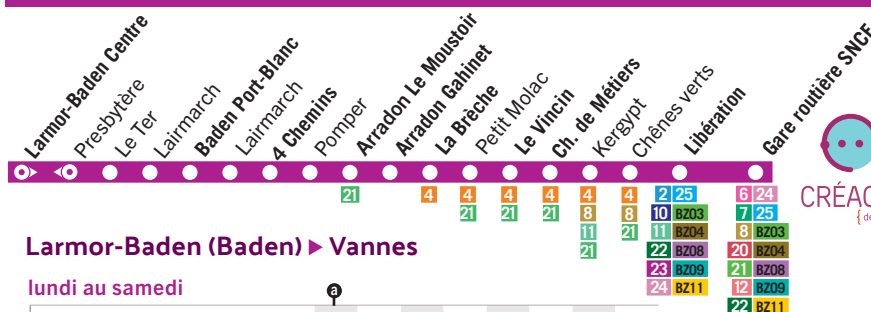 Larmor-Baden Centre
Presbytère
Le Ter
Lairmarch
Baden Port-Blanc
Lairmarch
4 Chemins
Pomper
Arradon Le Moustoir
Arradon Gahinet
La Brèche
Petit Molac
Le Vincin
Ch. de Métiers
Kergypt
Chênes verts
Libération
Gare routière SNCF
21
4
4
21
4
21
4
21
4
8
11
21
4
8
21
2 25
10 BZ03
11 BZ04
22 BZ08
23 BZ09
24 BZ11
6 24
7 25
8 BZ03
20 BZ04
21 BZ08
12 BZ09
22 BZ11
CRÉAC
{ de
Larmor-Baden (Baden) ▶ Vannes
lundi au samedi
a